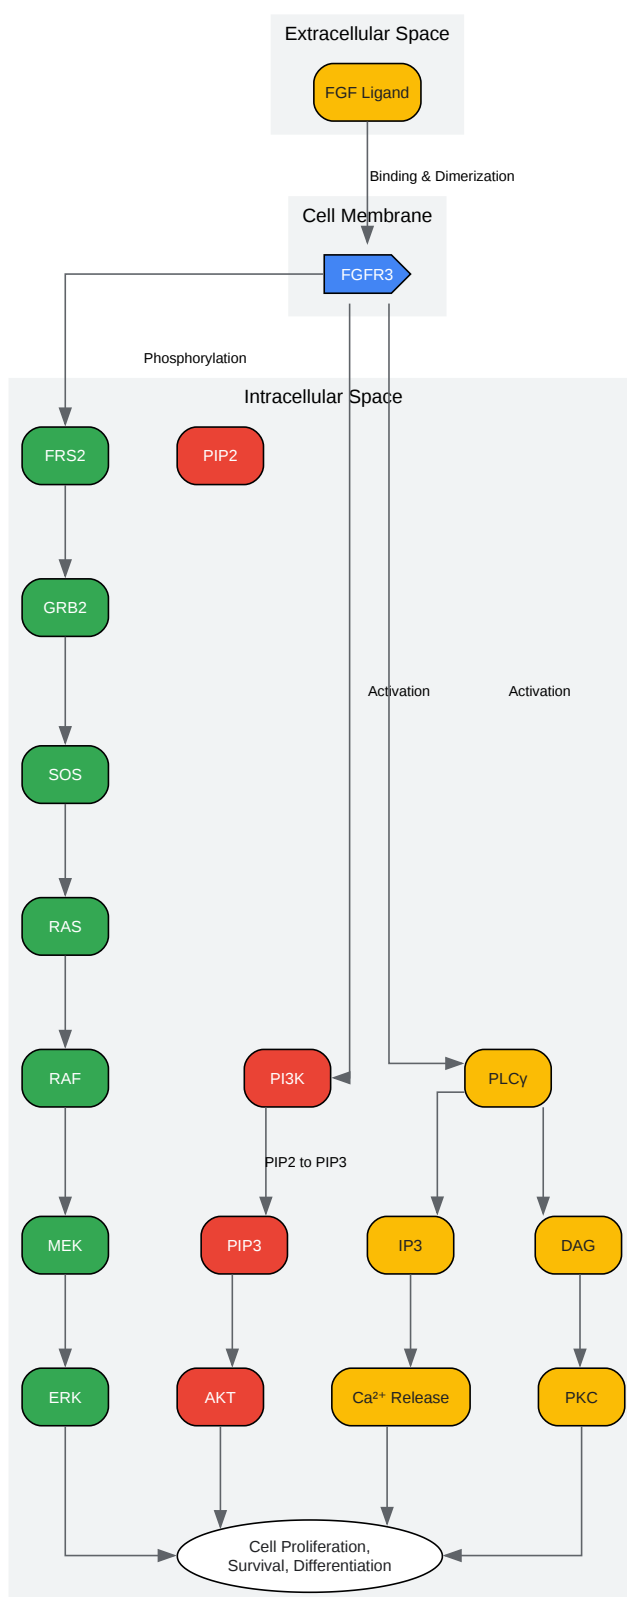 Extracellular Space
FGF Ligand
Binding & Dimerization
Cell Membrane
FGFR3
Phosphorylation
Intracellular Space
FRS2
PIP2
GRB2
Activation
Activation
SOS
RAS
RAF
PI3K
PLCγ
PIP2 to PIP3
MEK
PIP3
IP3
DAG
ERK
AKT
Ca²⁺ Release
PKC
Cell Proliferation,
Survival, Differentiation